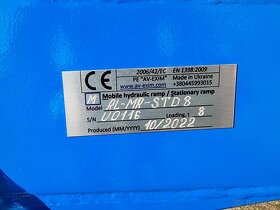 CE 2006/42/EC EN 1398:2009
PE "AV-EXIM" Made in Ukraine
www.av-exim.com +380445993015
M Mobile hydraulic ramp / Stationary ramp
AL-MR-STD8
S/N U0116 Loading, t 8
Produced (MM/YYYY) 10/2022